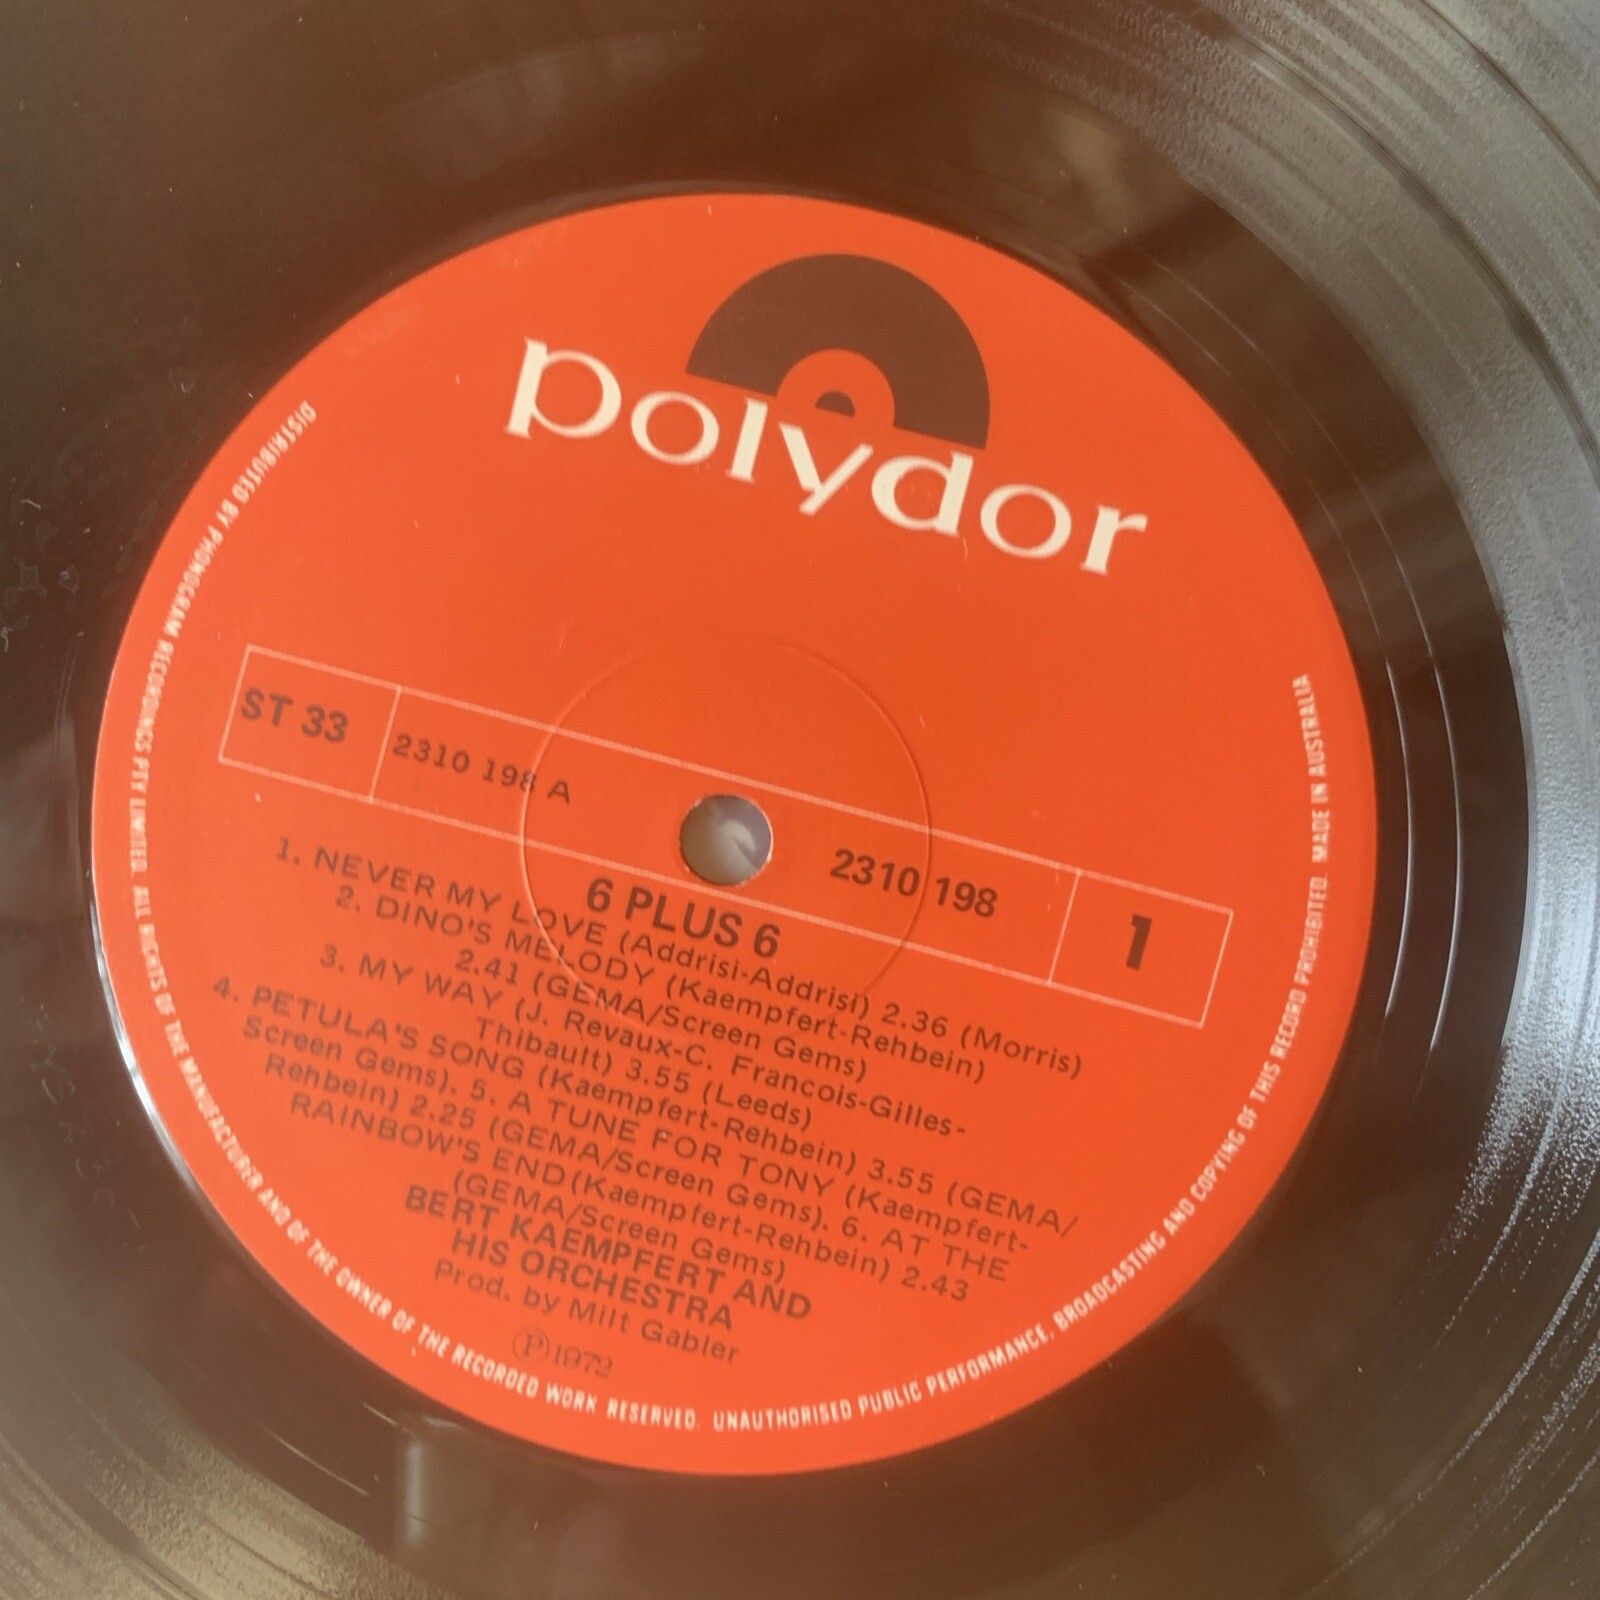 polydor
ST 33
2310 198 A
2310 198
1
6 PLUS 6
1. NEVER MY LOVE (Addrisi-Addrisi) 2.36 (Morris)
2. DINO'S MELODY (Kaempfert-Rehbein)
2.41 (GEMA/Screen Gems)
3. MY WAY (J. Revaux-C. Francois-Gilles-
Thibault) 3.55 (Leeds)
4. PETULA'S SONG (Kaempfert-Rehbein) 3.55 (GEMA/
Screen Gems). 5. A TUNE FOR TONY (Kaempfert-
Rehbein) 2.25 (GEMA/Screen Gems). 6. AT THE
RAINBOW'S END (Kaempfert-Rehbein) 2.43
(GEMA/Screen Gems)
BERT KAEMPFERT AND
HIS ORCHESTRA
Prod. by Milt Gabler
Ⓟ 1972
DISTRIBUTED BY PHONOGRAM RECORDINGS PTY LIMITED. ALL RIGHTS OF THE MANUFACTURER AND OF THE OWNER OF THE RECORDED WORK RESERVED. UNAUTHORISED PUBLIC PERFORMANCE, BROADCASTING AND COPYING OF THIS RECORD PROHIBITED. MADE IN AUSTRALIA